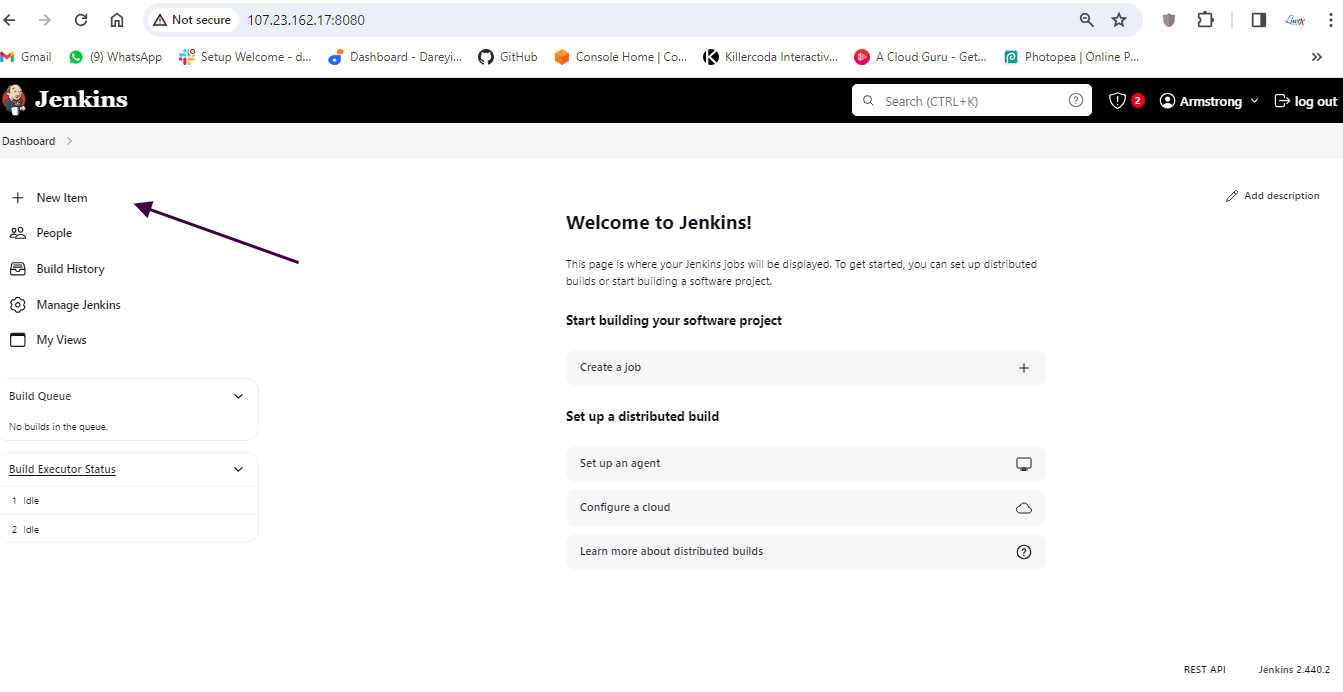 Not secure 107.23.162.17:8080
Gmail (9) WhatsApp Setup Welcome - d... Dashboard - Dareyi... GitHub Console Home | Co... Killercoda Interactiv... A Cloud Guru - Get... Photopea | Online P... »
Jenkins Search (CTRL+K) 2 Armstrong log out
Dashboard
New Item
People
Build History
Manage Jenkins
My Views
Build Queue
No builds in the queue.
Build Executor Status
1 Idle
2 Idle
Add description
Welcome to Jenkins!
This page is where your Jenkins jobs will be displayed. To get started, you can set up distributed
builds or start building a software project.
Start building your software project
Create a job
Set up a distributed build
Set up an agent
Configure a cloud
Learn more about distributed builds
REST API Jenkins 2.440.2